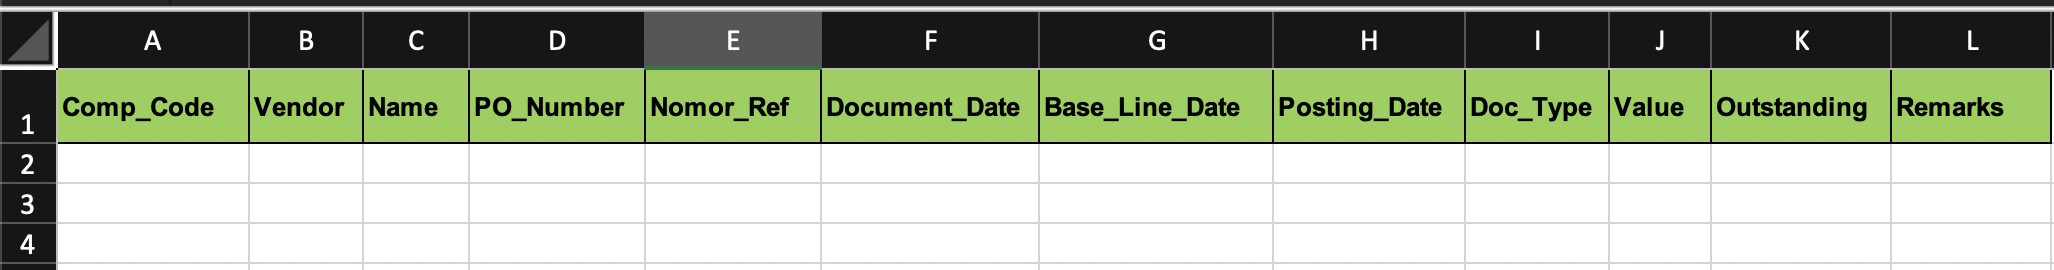 A B C D E F G H I J K L
1 Comp_Code Vendor Name PO_Number Nomor_Ref Document_Date Base_Line_Date Posting_Date Doc_Type Value Outstanding Remarks
2
3
4